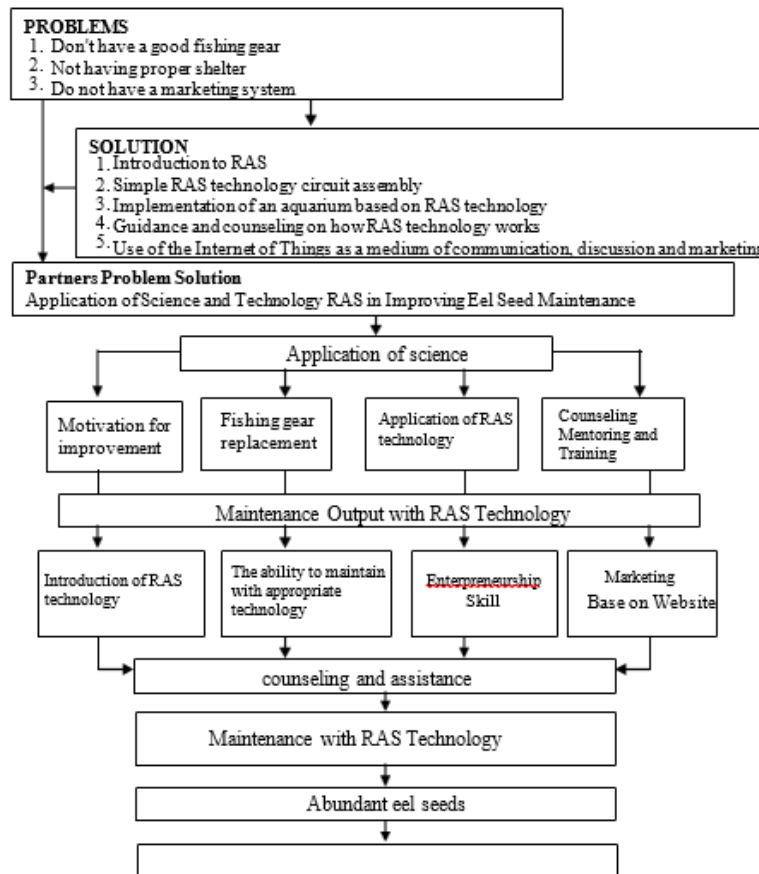 PROBLEMS
1. Don't have a good fishing gear
2. Not having proper shelter
3. Do not have a marketing system
SOLUTION
1. Introduction to RAS
2. Simple RAS technology circuit assembly
3. Implementation of an aquarium based on RAS technology
4. Guidance and counseling on how RAS technology works
5. Use of the Internet of Things as a medium of communication, discussion and marketing
Partners Problem Solution
Application of Science and Technology RAS in Improving Eel Seed Maintenance
Application of science
Motivation for
improvement
Fishing gear
replacement
Application of RAS
technology
Counseling
Mentoring and
Training
Maintenance Output with RAS Technology
Introduction of RAS
technology
The ability to maintain
with appropriate
technology
Enterpreneurship
Skill
Marketing
Base on Website
counseling and assistance
Maintenance with RAS Technology
Abundant eel seeds